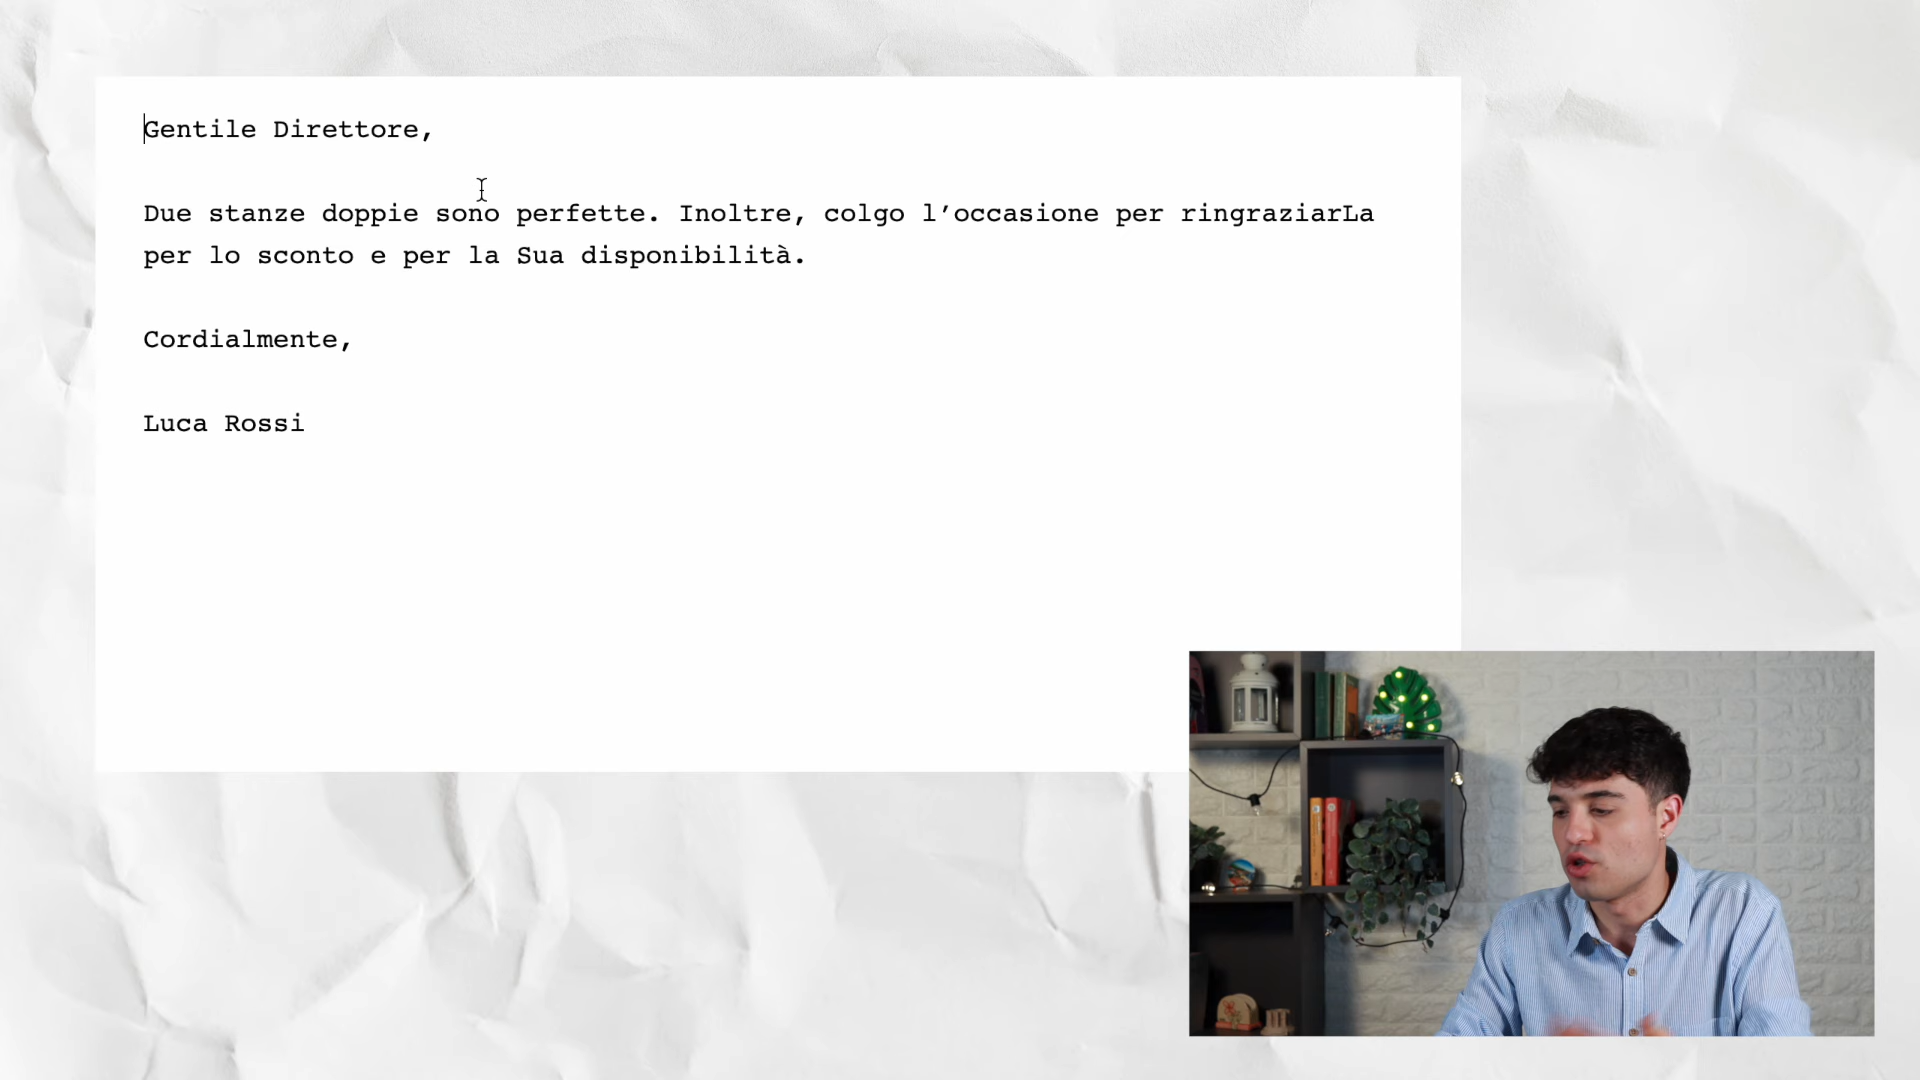 Gentile Direttore,
Due stanze doppie sono perfette. Inoltre, colgo l’occasione per ringraziarLa
per lo sconto e per la Sua disponibilità.
Cordialmente,
Luca Rossi